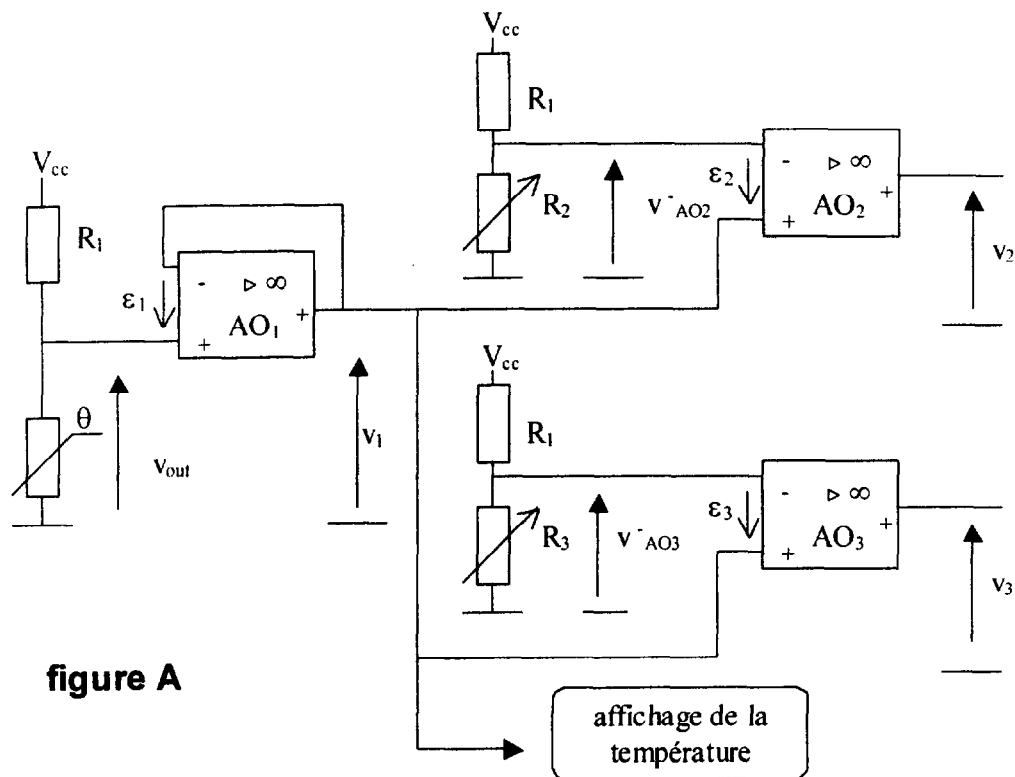 Vcc
R1
θ
vout
ε1
- ▷ ∞
AO1
+
+
v1
Vcc
R1
R2
v-AO2
ε2
- ▷ ∞
AO2
+
+
v2
Vcc
R1
R3
v-AO3
ε3
- ▷ ∞
AO3
+
+
v3
figure A
affichage de la
température